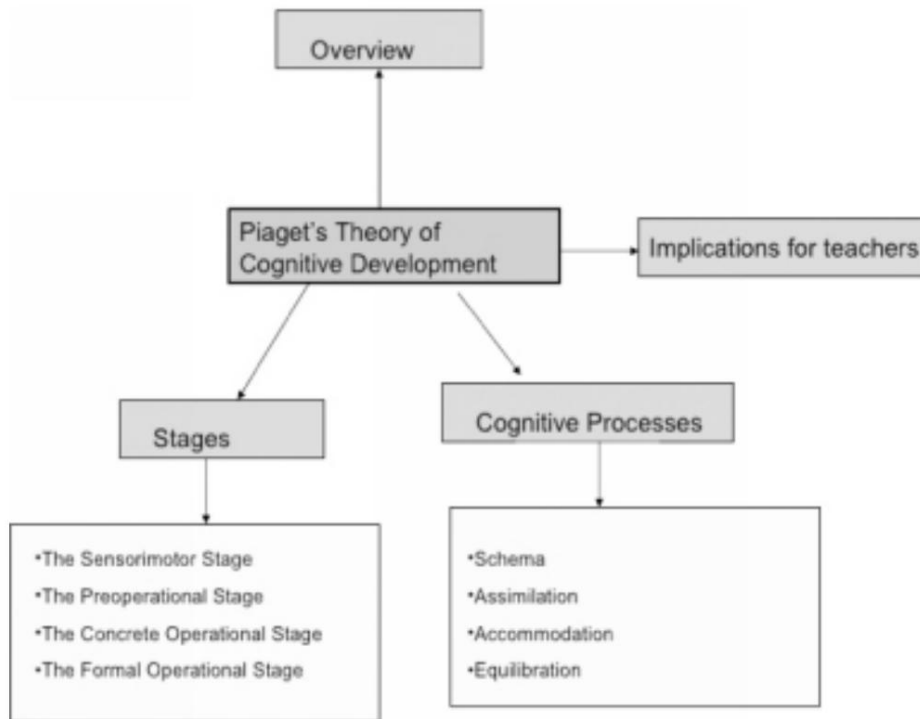 Overview
Piaget's Theory of
Cognitive Development
Implications for teachers
Stages
Cognitive Processes
•The Sensorimotor Stage
•The Preoperational Stage
•The Concrete Operational Stage
•The Formal Operational Stage
•Schema
•Assimilation
•Accommodation
•Equilibration